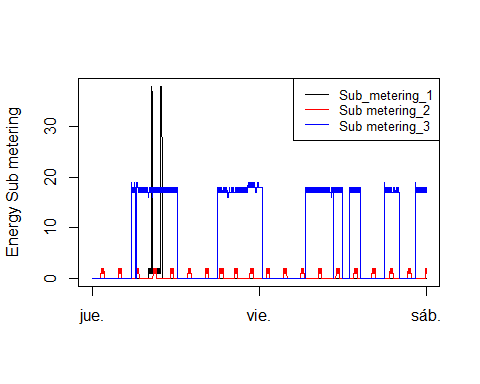 Energy Sub metering
30
20
10
0
Sub_metering_1
Sub metering_2
Sub metering_3
jue.
vie.
sáb.